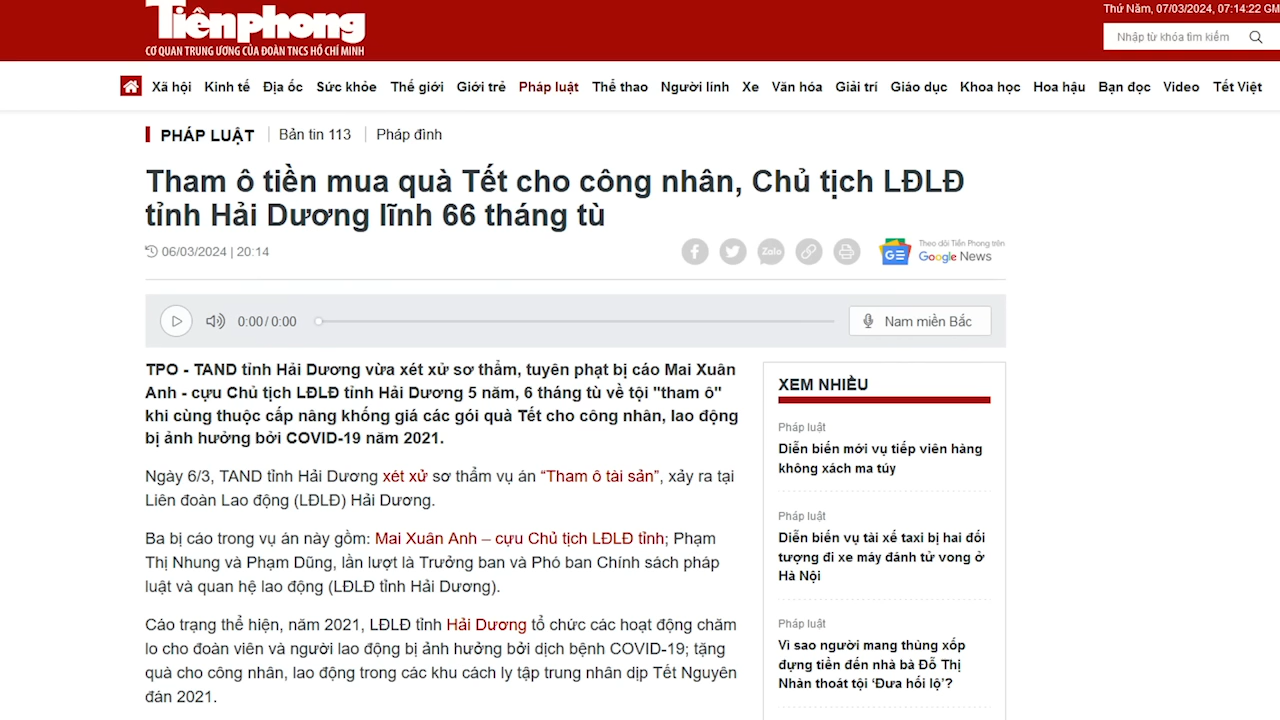 Tiênphong
CƠ QUAN TRUNG ƯƠNG CỦA ĐOÀN TNCS HỒ CHÍ MINH
Thứ Năm, 07/03/2024, 07:14:22 GM
Nhập từ khóa tìm kiếm
Xã hội Kinh tế Địa ốc Sức khỏe Thế giới Giới trẻ Pháp luật Thể thao Người lính Xe Văn hóa Giải trí Giáo dục Khoa học Hoa hậu Bạn đọc Video Tết Việt
PHÁP LUẬT Bản tin 113 Pháp đình
Tham ô tiền mua quà Tết cho công nhân, Chủ tịch LĐLĐ
tỉnh Hải Dương lĩnh 66 tháng tù
06/03/2024 | 20:14
Zalo
GE
Theo dõi Tiền Phong trên
Google News
0:00 / 0:00
Nam miền Bắc
TPO - TAND tỉnh Hải Dương vừa xét xử sơ thẩm, tuyên phạt bị cáo Mai Xuân
Anh - cựu Chủ tịch LĐLĐ tỉnh Hải Dương 5 năm, 6 tháng tù về tội "tham ô"
khi cùng thuộc cấp nâng khống giá các gói quà Tết cho công nhân, lao động
bị ảnh hưởng bởi COVID-19 năm 2021.
Ngày 6/3, TAND tỉnh Hải Dương xét xử sơ thẩm vụ án “Tham ô tài sản”, xảy ra tại
Liên đoàn Lao động (LĐLĐ) Hải Dương.
Ba bị cáo trong vụ án này gồm: Mai Xuân Anh – cựu Chủ tịch LĐLĐ tỉnh; Phạm
Thị Nhung và Phạm Dũng, lần lượt là Trưởng ban và Phó ban Chính sách pháp
luật và quan hệ lao động (LĐLĐ tỉnh Hải Dương).
Cáo trạng thể hiện, năm 2021, LĐLĐ tỉnh Hải Dương tổ chức các hoạt động chăm
lo cho đoàn viên và người lao động bị ảnh hưởng bởi dịch bệnh COVID-19; tặng
quà cho công nhân, lao động trong các khu cách ly tập trung nhân dịp Tết Nguyên
đán 2021.
XEM NHIỀU
Pháp luật
Diễn biến mới vụ tiếp viên hàng
không xách ma túy
Pháp luật
Diễn biến vụ tài xế taxi bị hai đối
tượng đi xe máy đánh tử vong ở
Hà Nội
Pháp luật
Vì sao người mang thùng xốp
đựng tiền đến nhà bà Đỗ Thị
Nhàn thoát tội ‘Đưa hối lộ’?